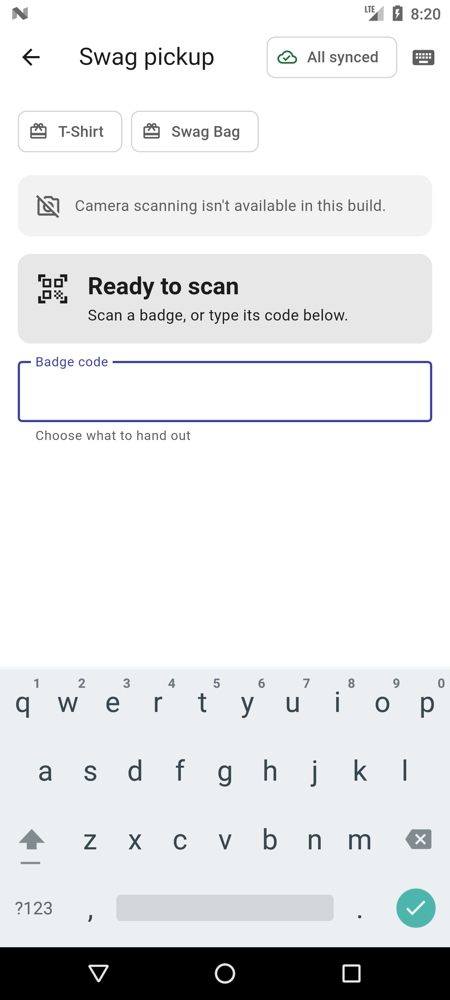 LTE 8:20
Swag pickup
All synced
T-Shirt
Swag Bag
Camera scanning isn't available in this build.
Ready to scan
Scan a badge, or type its code below.
Badge code
Choose what to hand out
1 2 3 4 5 6 7 8 9 0
q w e r t y u i o p
a s d f g h j k l
z x c v b n m
?123 , .